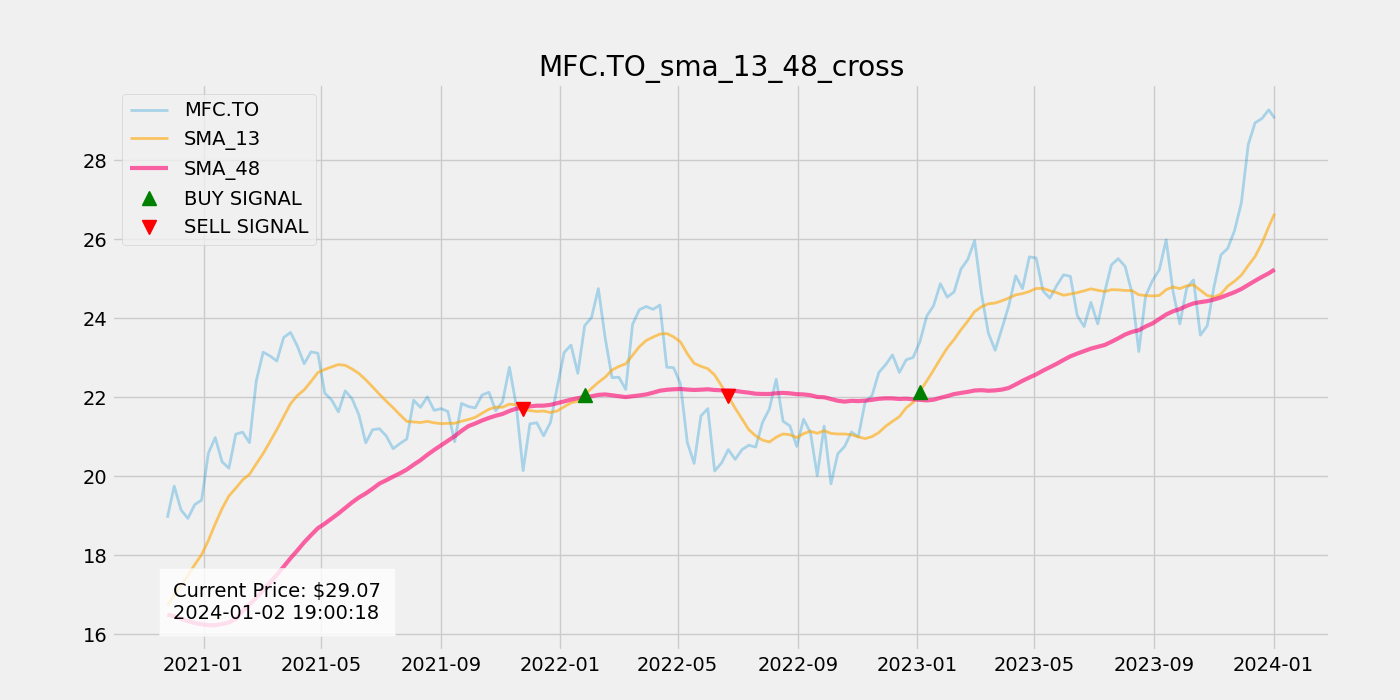 MFC.TO_sma_13_48_cross
MFC.TO
SMA_13
SMA_48
BUY SIGNAL
SELL SIGNAL
28
26
24
22
20
18
16
Current Price: $29.07
2024-01-02 19:00:18
2021-01 2021-05 2021-09 2022-01 2022-05 2022-09 2023-01 2023-05 2023-09 2024-01